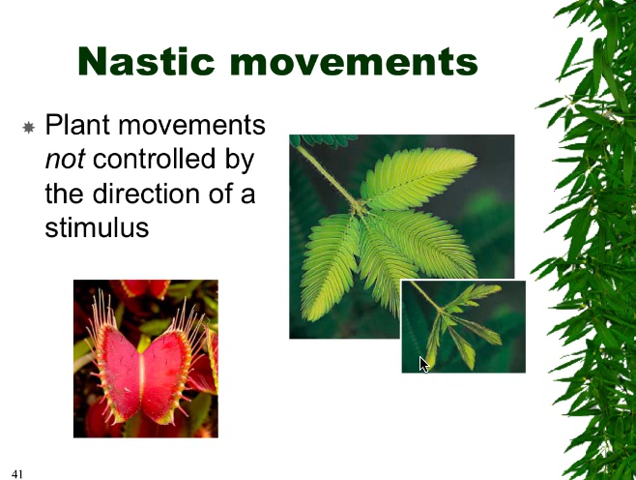 Nastic movements
Plant movements
not controlled by
the direction of a
stimulus
41